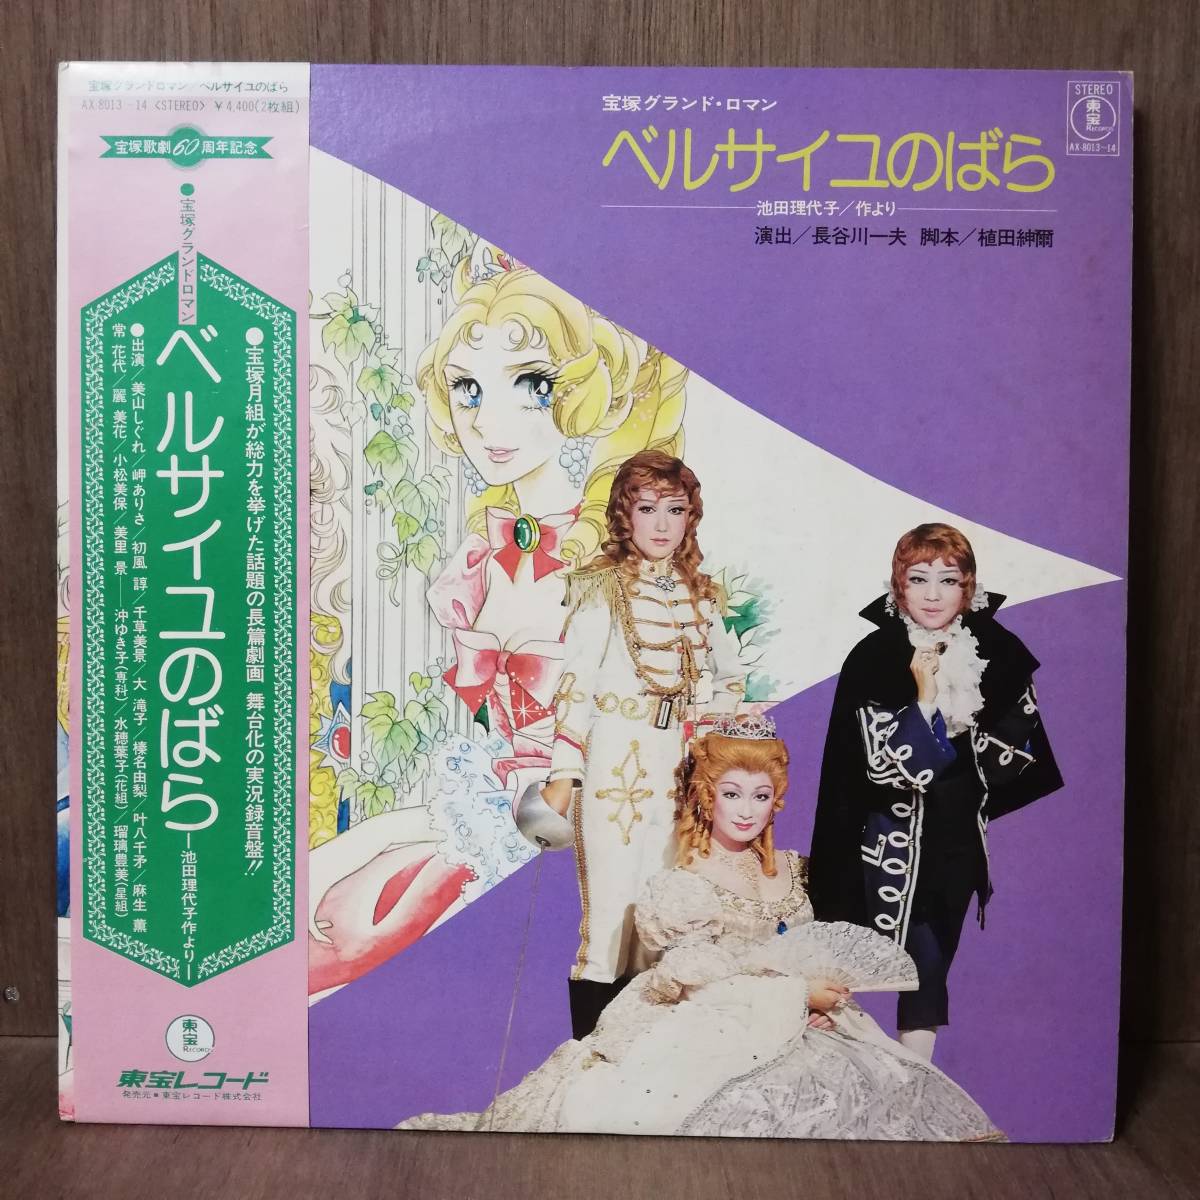 宝塚グランドロマン/ベルサイユのばら
AX-8013-14 <STEREO> ¥4,400(2枚組)
宝塚歌劇60周年記念
●宝塚月組が総力を挙げた話題の長篇劇画 舞台化の実況録音盤!!
●宝塚グランドロマン
ベルサイユのばら
―池田理代子作より―
●出演/美山しぐれ/岬ありさ/初風 諄/千草美景/大 滝子/榛名由梨/叶八千矛/麻生 薫
常 花代/麗 美花/小松美保/美里 景――沖ゆき子(専科)/水穂葉子(花組)/瑠璃豊美(星組)
東宝
RECORDS
東宝レコード
発売元■東宝レコード株式会社
宝塚グランド・ロマン
ベルサイユのばら
池田理代子/作より
演出/長谷川一夫 脚本/植田紳爾
STEREO
東宝
RECORDS
AX-8013~14